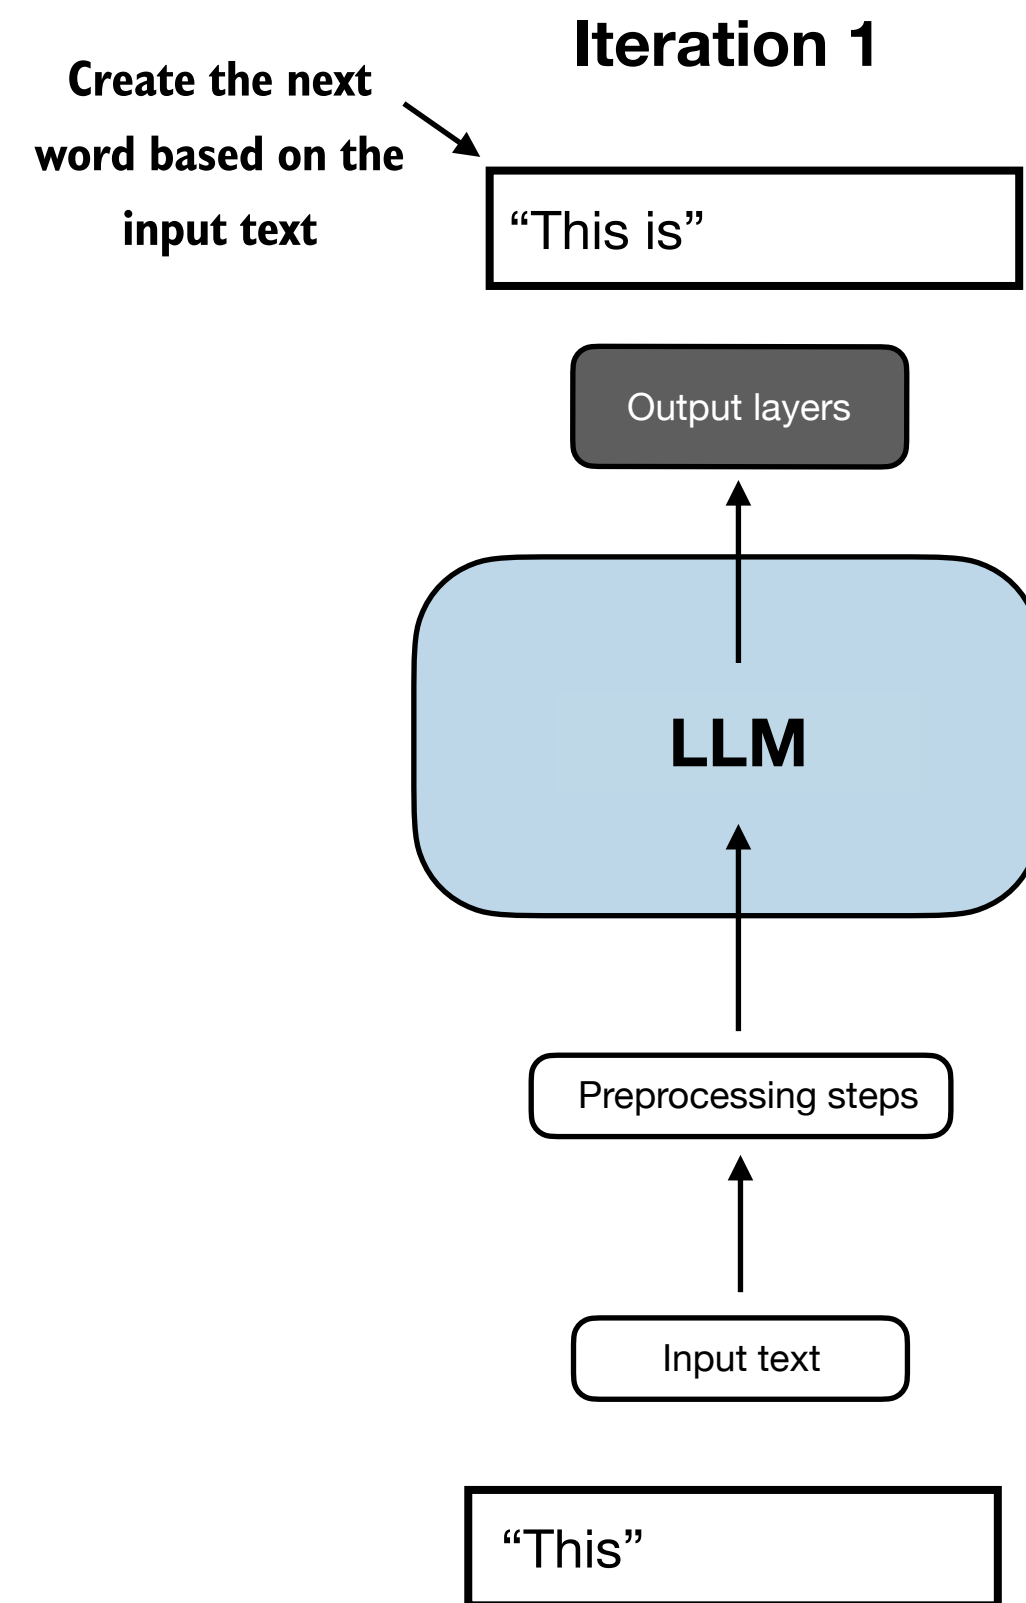 Iteration 1
Create the next
word based on the
input text
“This is”
Output layers
LLM
Preprocessing steps
Input text
“This”